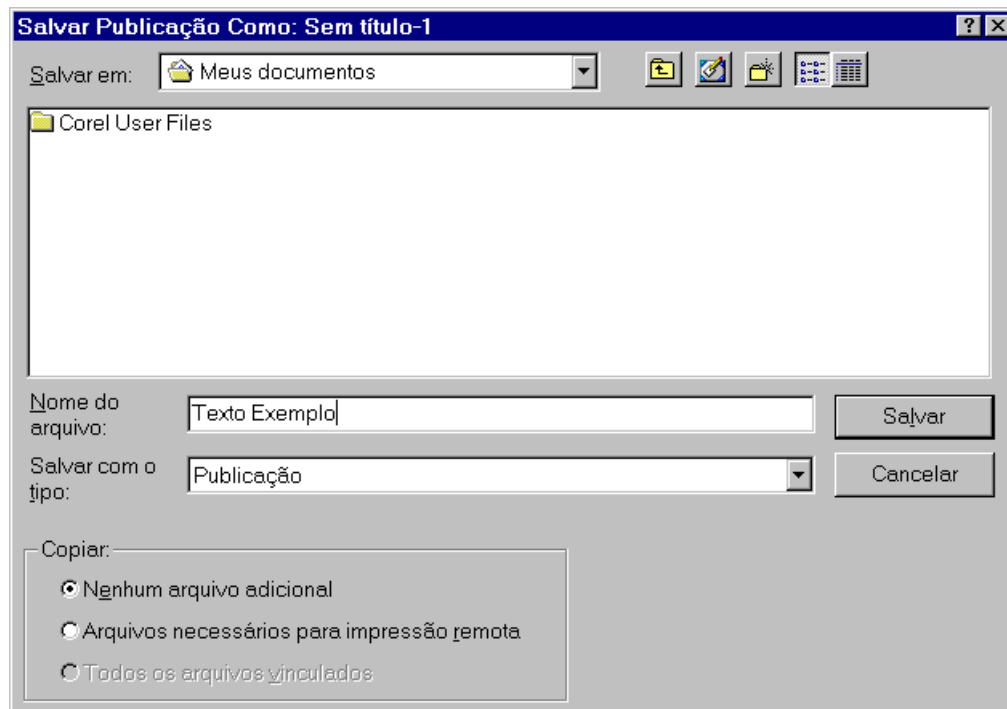 Salvar Publicação Como: Sem título-1
Salvar em:
Meus documentos
Corel User Files
Nome do
arquivo:
Texto Exemplo
Salvar
Salvar com o
tipo:
Publicação
Cancelar
Copiar:
Nenhum arquivo adicional
Arquivos necessários para impressão remota
Todos os arquivos vinculados